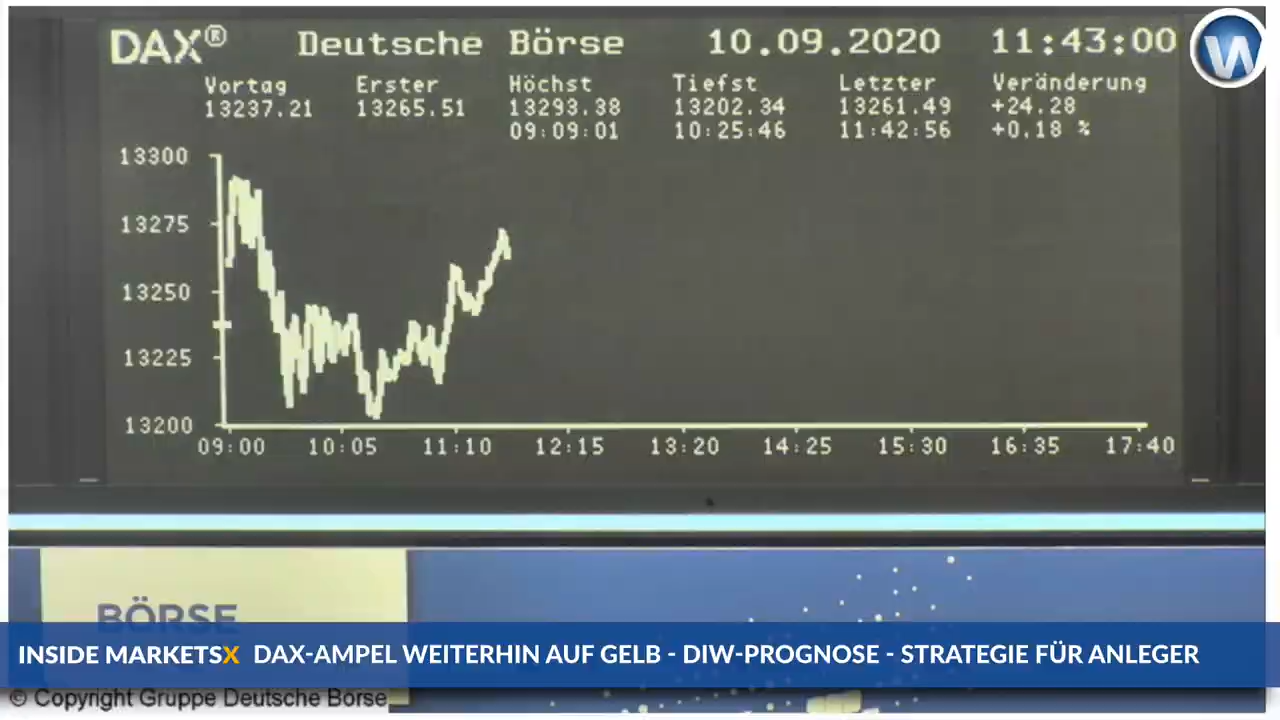 DAX® Deutsche Börse 10.09.2020 11:43:00
W
Vortag Erster Höchst Tiefst Letzter Veränderung
13237.21 13265.51 13293.38 13202.34 13261.49 +24.28
09:09:01 10:25:46 11:42:56 +0.18 %
13300
13275
13250
13225
13200
09:00 10:05 11:10 12:15 13:20 14:25 15:30 16:35 17:40
BÖRSE
INSIDE MARKETSX DAX-AMPEL WEITERHIN AUF GELB - DIW-PROGNOSE - STRATEGIE FÜR ANLEGER
© Copyright Gruppe Deutsche Börse